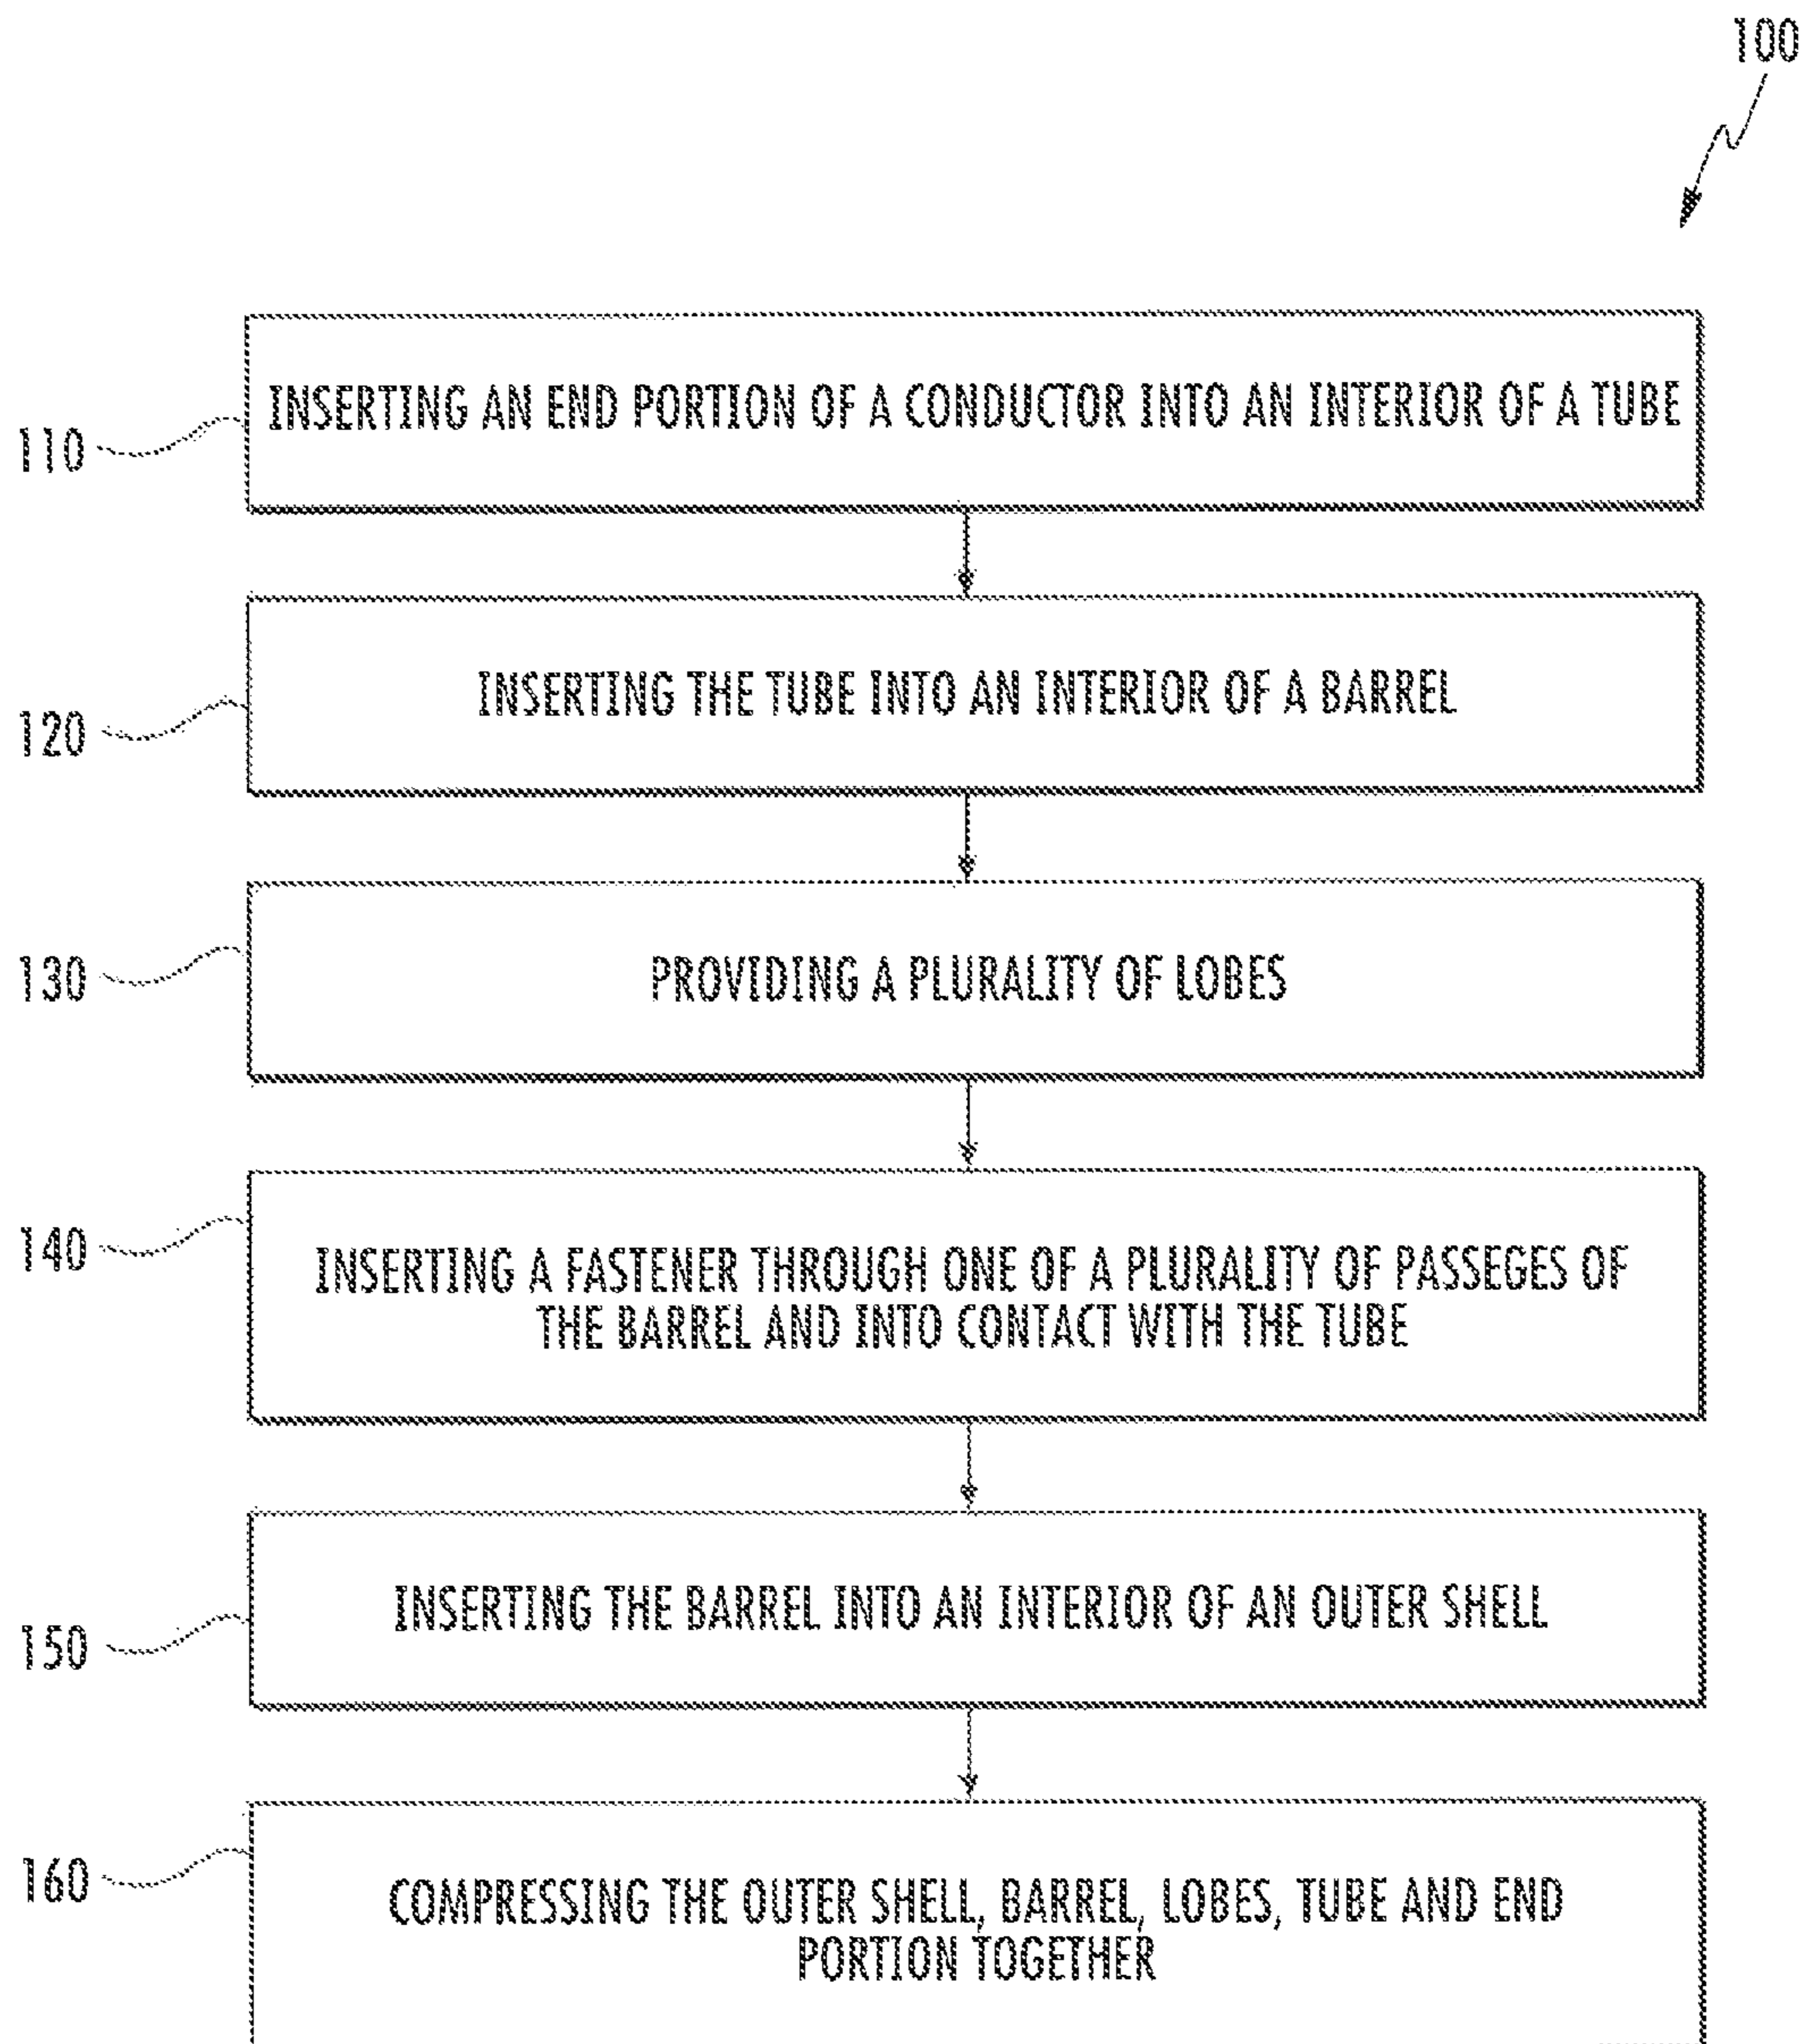 100
110
INSERTING AN END PORTION OF A CONDUCTOR INTO AN INTERIOR OF A TUBE
120
INSERTING THE TUBE INTO AN INTERIOR OF A BARREL
130
PROVIDING A PLURALITY OF LOBES
140
INSERTING A FASTENER THROUGH ONE OF A PLURALITY OF PASSEGES OF
THE BARREL AND INTO CONTACT WITH THE TUBE
150
INSERTING THE BARREL INTO AN INTERIOR OF AN OUTER SHELL
160
COMPRESSING THE OUTER SHELL, BARREL, LOBES, TUBE AND END
PORTION TOGETHER